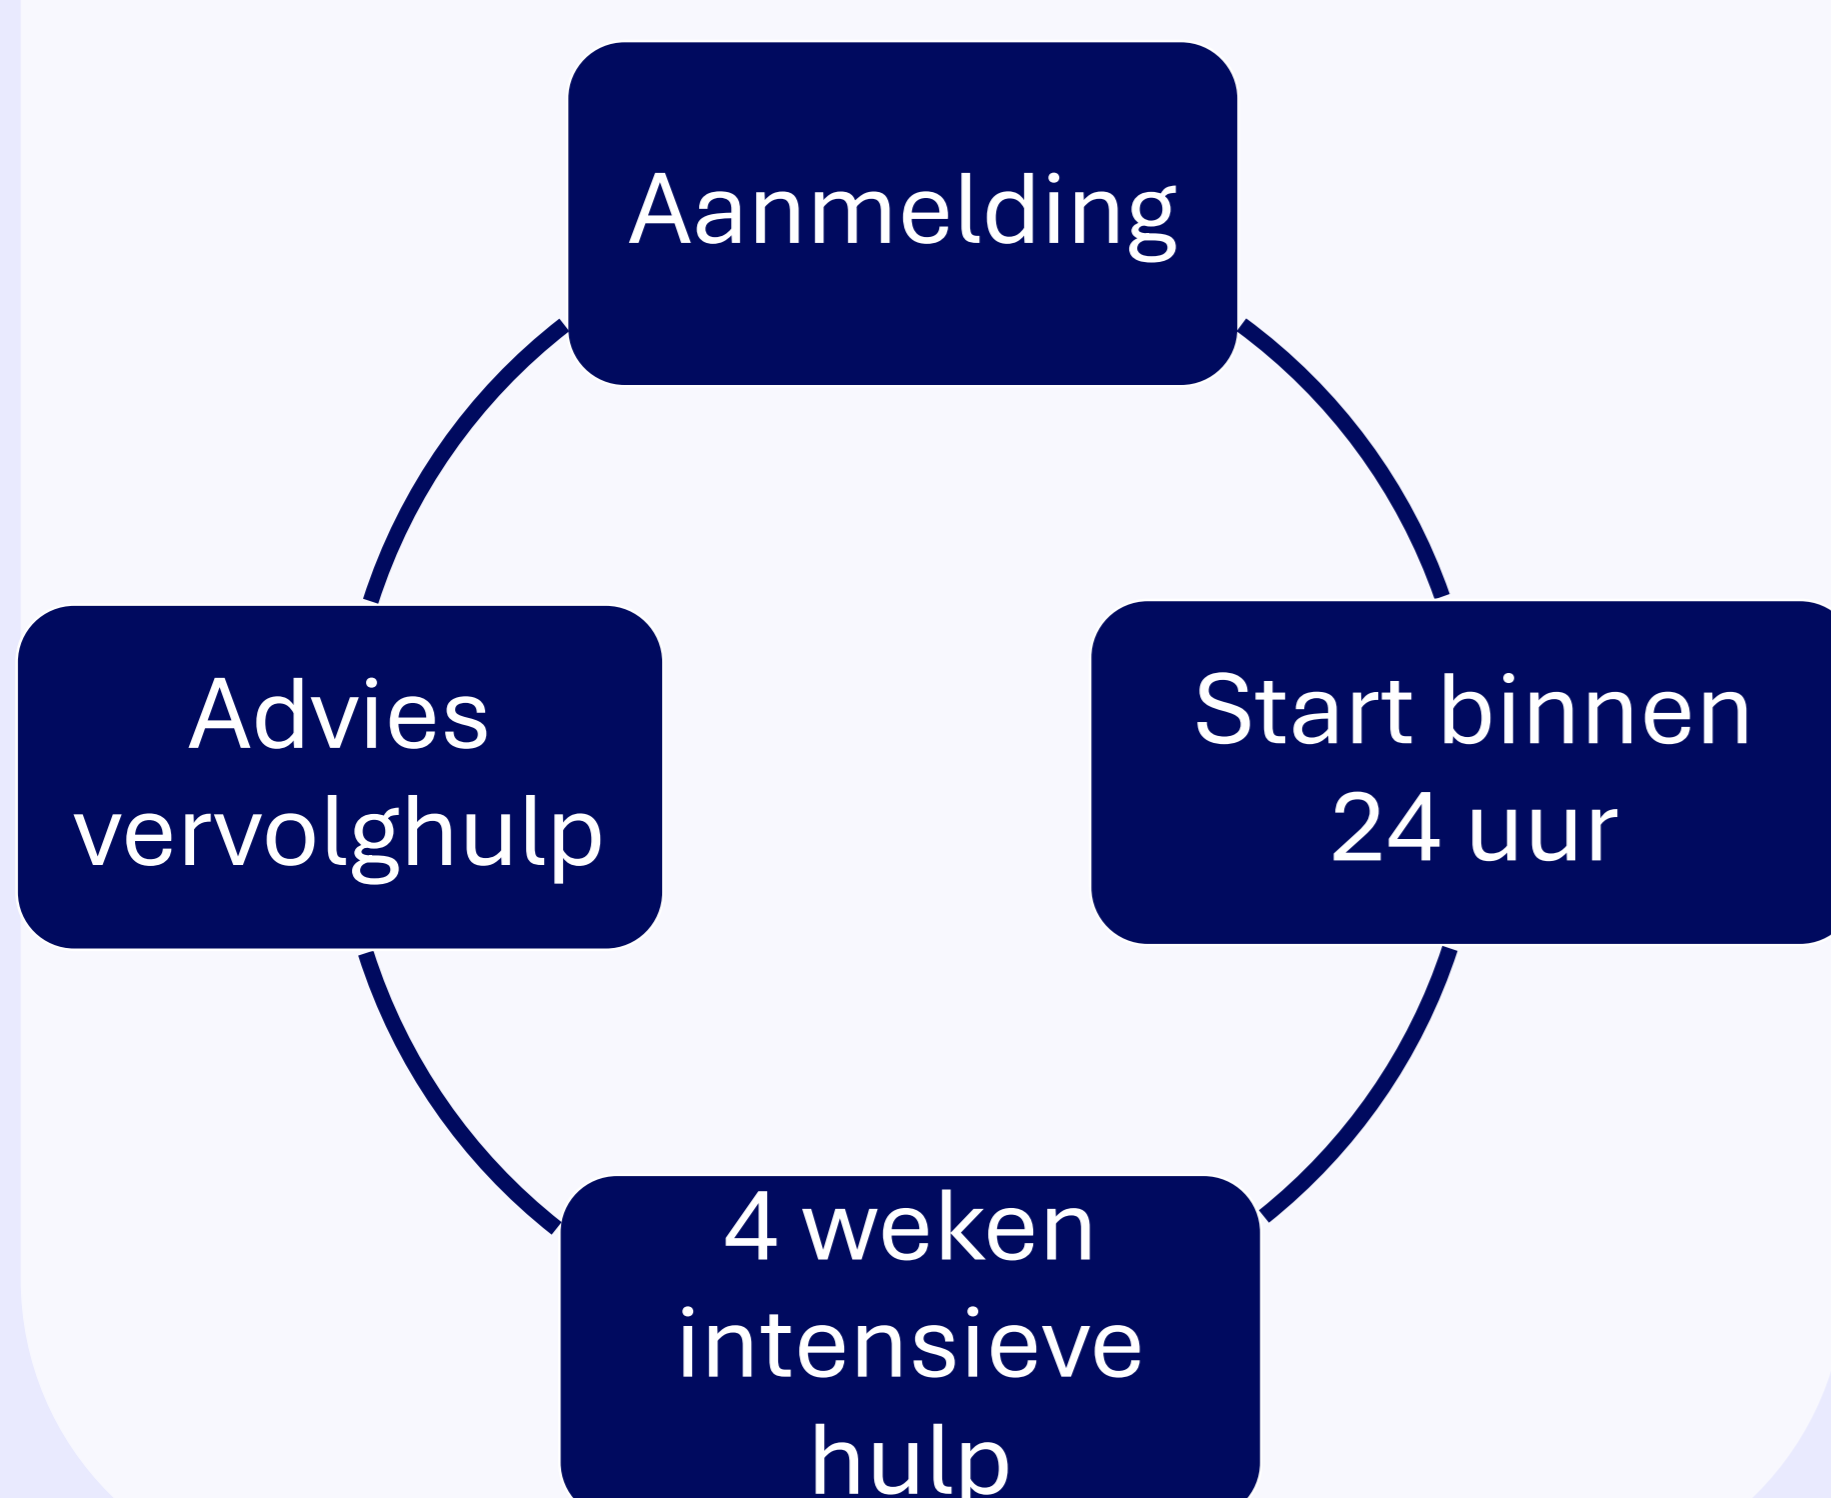 Aanmelding
Start binnen
24 uur
4 weken
intensieve
hulp
Advies
vervolghulp